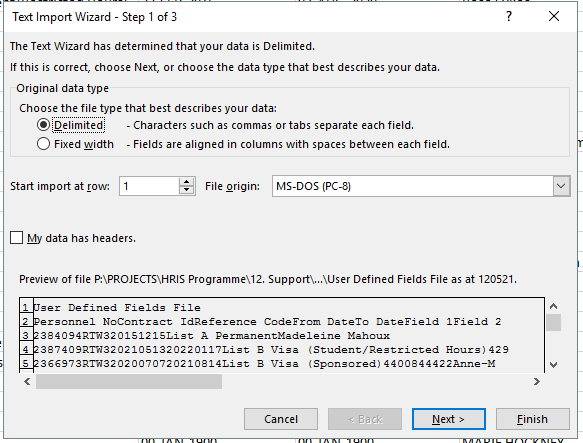 Text Import Wizard - Step 1 of 3 ? ×
The Text Wizard has determined that your data is Delimited.
If this is correct, choose Next, or choose the data type that best describes your data.
Original data type
Choose the file type that best describes your data:
Delimited - Characters such as commas or tabs separate each field.
Fixed width - Fields are aligned in columns with spaces between each field.
Start import at row: 1 File origin: MS-DOS (PC-8)
My data has headers.
Preview of file P:\PROJECTS\HRIS Programme\12. Support\...\User Defined Fields File as at 120521.
1 User Defined Fields File
2 Personnel NoContract IdReference CodeFrom DateTo DateField 1Field 2
3 2384094RTW320151215List A PermanentMadeleine Mahoux
4 2387409RTW32021051320220117List B Visa (Student/Restricted Hours)429
5 2366973RTW320200720210814List B Visa (Sponsored)4400844422Anne-M
Cancel < Back Next > Finish
00 JAN 1900 00 JAN 1900 MARIE HOCKNEY